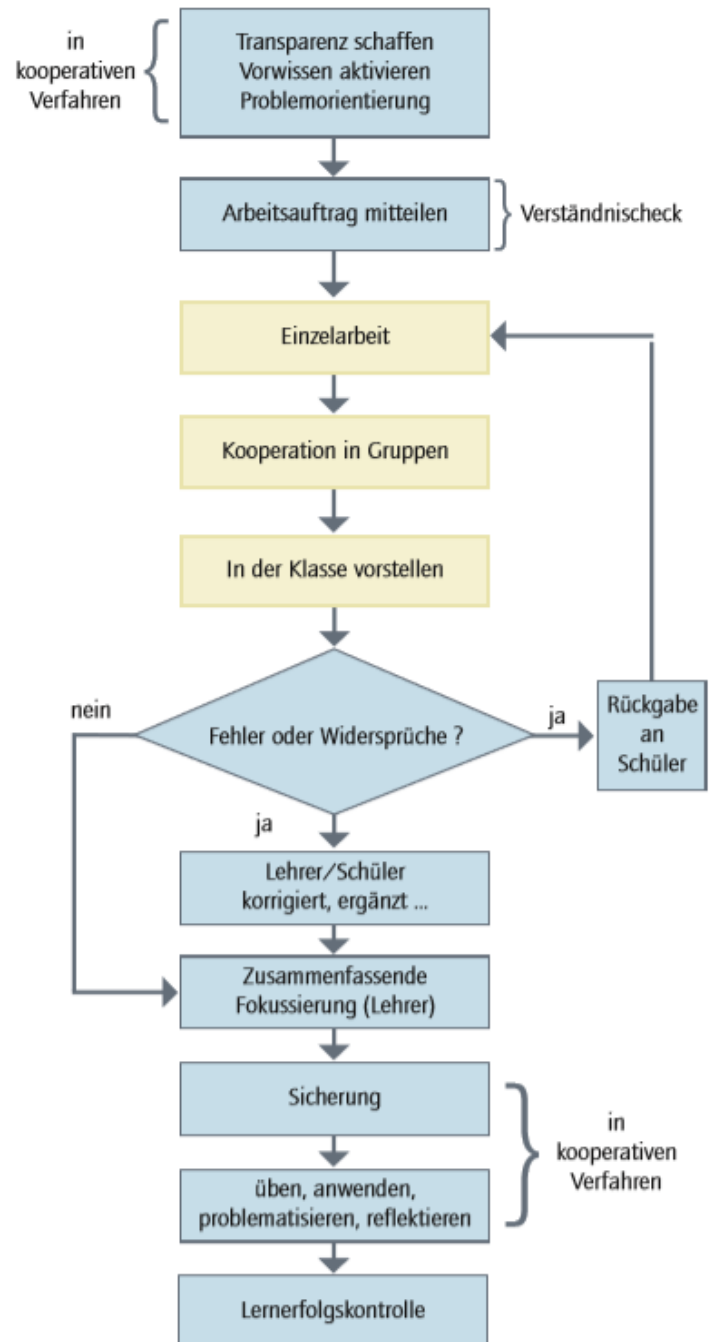 in
kooperativen
Verfahren
Transparenz schaffen
Vorwissen aktivieren
Problemorientierung
Arbeitsauftrag mitteilen
Verständnischeck
Einzelarbeit
Kooperation in Gruppen
In der Klasse vorstellen
nein
Fehler oder Widersprüche ?
ja
Rückgabe
an
Schüler
ja
Lehrer/Schüler
korrigiert, ergänzt ...
Zusammenfassende
Fokussierung (Lehrer)
Sicherung
in
kooperativen
Verfahren
üben, anwenden,
problematisieren, reflektieren
Lernerfolgskontrolle